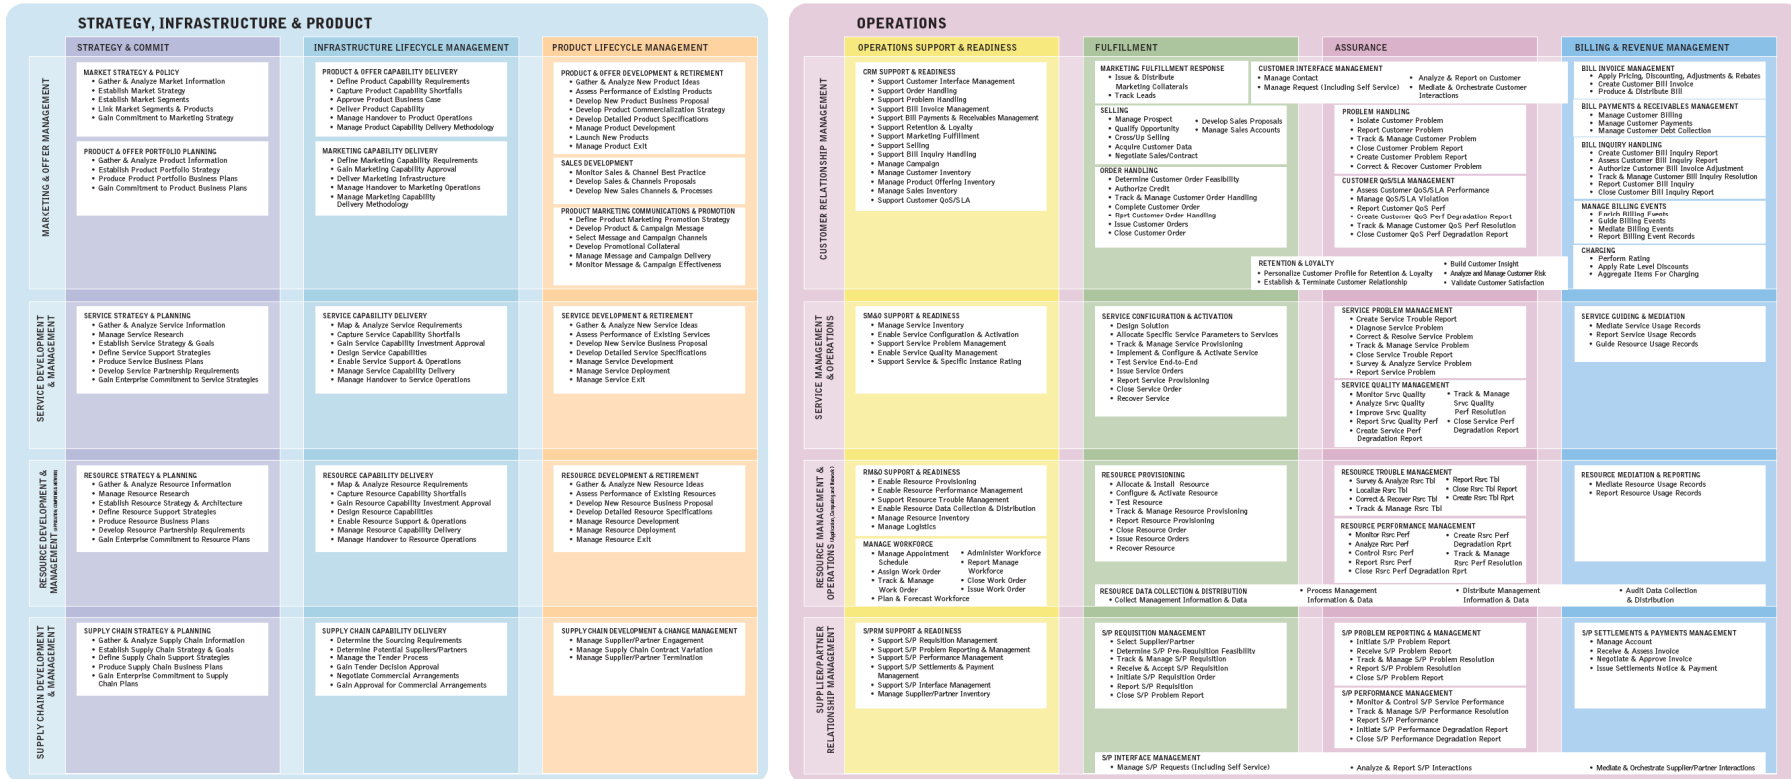 STRATEGY, INFRASTRUCTURE & PRODUCT
STRATEGY & COMMIT
INFRASTRUCTURE LIFECYCLE MANAGEMENT
PRODUCT LIFECYCLE MANAGEMENT
MARKETING & OFFER MANAGEMENT
MARKET STRATEGY & POLICY
• Gather & Analyze Market Information
• Establish Market Strategy
• Establish Market Segments
• Link Market Segments & Products
• Gain Commitment to Marketing Strategy
PRODUCT & OFFER PORTFOLIO PLANNING
• Gather & Analyze Product Information
• Establish Product Portfolio Strategy
• Produce Product Portfolio Business Plans
• Gain Commitment to Product Business Plans
PRODUCT & OFFER CAPABILITY DELIVERY
• Define Product Capability Requirements
• Capture Product Capability Shortfalls
• Approve Product Business Case
• Deliver Product Capability
• Manage Handover to Product Operations
• Manage Product Capability Delivery Methodology
MARKETING CAPABILITY DELIVERY
• Define Marketing Capability Requirements
• Gain Marketing Capability Approval
• Deliver Marketing Infrastructure
• Manage Handover to Marketing Operations
• Manage Marketing Capability
Delivery Methodology
PRODUCT & OFFER DEVELOPMENT & RETIREMENT
• Gather & Analyze New Product Ideas
• Assess Performance of Existing Products
• Develop New Product Business Proposal
• Develop Product Commercialization Strategy
• Develop Detailed Product Specifications
• Manage Product Development
• Launch New Products
• Manage Product Exit
SALES DEVELOPMENT
• Monitor Sales & Channel Best Practice
• Develop Sales & Channels Proposals
• Develop New Sales Channels & Processes
PRODUCT MARKETING COMMUNICATIONS & PROMOTION
• Define Product Marketing Promotion Strategy
• Develop Product & Campaign Message
• Select Message and Campaign Channels
• Develop Promotional Collateral
• Manage Message and Campaign Delivery
• Monitor Message & Campaign Effectiveness
SERVICE DEVELOPMENT
& MANAGEMENT
SERVICE STRATEGY & PLANNING
• Gather & Analyze Service Information
• Manage Service Research
• Establish Service Strategy & Goals
• Define Service Support Strategies
• Produce Service Business Plans
• Develop Service Partnership Requirements
• Gain Enterprise Commitment to Service Strategies
SERVICE CAPABILITY DELIVERY
• Map & Analyze Service Requirements
• Capture Service Capability Shortfalls
• Gain Service Capability Investment Approval
• Design Service Capabilities
• Enable Service Support & Operations
• Manage Service Capability Delivery
• Manage Handover to Service Operations
SERVICE DEVELOPMENT & RETIREMENT
• Gather & Analyze New Service Ideas
• Assess Performance of Existing Services
• Develop New Service Business Proposal
• Develop Detailed Service Specifications
• Manage Service Development
• Manage Service Deployment
• Manage Service Exit
RESOURCE DEVELOPMENT &
MANAGEMENT
RESOURCE STRATEGY & PLANNING
• Gather & Analyze Resource Information
• Manage Resource Research
• Establish Resource Strategy & Architecture
• Define Resource Support Strategies
• Produce Resource Business Plans
• Develop Resource Partnership Requirements
• Gain Enterprise Commitment to Resource Plans
RESOURCE CAPABILITY DELIVERY
• Map & Analyze Resource Requirements
• Capture Resource Capability Shortfalls
• Gain Resource Capability Investment Approval
• Design Resource Capabilities
• Enable Resource Support & Operations
• Manage Resource Capability Delivery
• Manage Handover to Resource Operations
RESOURCE DEVELOPMENT & RETIREMENT
• Gather & Analyze New Resource Ideas
• Assess Performance of Existing Resources
• Develop New Resource Business Proposal
• Develop Detailed Resource Specifications
• Manage Resource Development
• Manage Resource Deployment
• Manage Resource Exit
SUPPLY CHAIN DEVELOPMENT
& MANAGEMENT
SUPPLY CHAIN STRATEGY & PLANNING
• Gather & Analyze Supply Chain Information
• Establish Supply Chain Strategy & Goals
• Define Supply Chain Support Strategies
• Produce Supply Chain Business Plans
• Gain Enterprise Commitment to Supply
Chain Plans
SUPPLY CHAIN CAPABILITY DELIVERY
• Determine the Sourcing Requirements
• Determine Potential Suppliers/Partners
• Manage the Tender Process
• Gain Tender Decision Approval
• Negotiate Commercial Arrangements
• Gain Approval for Commercial Arrangements
SUPPLY CHAIN DEVELOPMENT & CHANGE MANAGEMENT
• Manage Supplier/Partner Engagement
• Manage Supply Chain Contract Variation
• Manage Supplier/Partner Termination
OPERATIONS
OPERATIONS SUPPORT & READINESS
FULFILLMENT
ASSURANCE
BILLING & REVENUE MANAGEMENT
CUSTOMER RELATIONSHIP MANAGEMENT
CRM SUPPORT & READINESS
• Support Customer Interface Management
• Support Order Handling
• Support Problem Handling
• Support Bill Invoice Management
• Support Bill Payments & Receivables Management
• Support Retention & Loyalty
• Support Marketing Fulfillment
• Support Selling
• Support Bill Inquiry Handling
• Manage Campaign
• Manage Customer Inventory
• Manage Product Offering Inventory
• Manage Sales Inventory
• Support Customer QoS/SLA
MARKETING FULFILLMENT RESPONSE
• Issue & Distribute
Marketing Collaterals
• Track Leads
SELLING
• Manage Prospect
• Qualify Opportunity
• Cross/Up Selling
• Acquire Customer Data
• Negotiate Sales/Contract
• Develop Sales Proposals
• Manage Sales Accounts
ORDER HANDLING
• Determine Customer Order Feasibility
• Authorize Credit
• Track & Manage Customer Order Handling
• Complete Customer Order
• Rprt Customer Order Handling
• Issue Customer Orders
• Close Customer Order
CUSTOMER INTERFACE MANAGEMENT
• Manage Contact
• Manage Request (Including Self Service)
• Analyze & Report on Customer
• Mediate & Orchestrate Customer
Interactions
PROBLEM HANDLING
• Isolate Customer Problem
• Report Customer Problem
• Track & Manage Customer Problem
• Close Customer Problem Report
• Create Customer Problem Report
• Correct & Recover Customer Problem
CUSTOMER QoS/SLA MANAGEMENT
• Assess Customer QoS/SLA Performance
• Manage QoS/SLA Violation
• Report Customer QoS Perf
• Create Customer QoS Perf Degradation Report
• Track & Manage Customer QoS Perf Resolution
• Close Customer QoS Perf Degradation Report
RETENTION & LOYALTY
• Personalize Customer Profile for Retention & Loyalty
• Establish & Terminate Customer Relationship
• Build Customer Insight
• Analyze and Manage Customer Risk
• Validate Customer Satisfaction
BILL INVOICE MANAGEMENT
• Apply Pricing, Discounting, Adjustments & Rebates
• Create Customer Bill Invoice
• Produce & Distribute Bill
BILL PAYMENTS & RECEIVABLES MANAGEMENT
• Manage Customer Billing
• Manage Customer Payments
• Manage Customer Debt Collection
BILL INQUIRY HANDLING
• Create Customer Bill Inquiry Report
• Assess Customer Bill Inquiry Report
• Authorize Customer Bill Invoice Adjustment
• Track & Manage Customer Bill Inquiry Resolution
• Report Customer Bill Inquiry
• Close Customer Bill Inquiry Report
MANAGE BILLING EVENTS
• Enrich Billing Events
• Guide Billing Events
• Mediate Billing Events
• Report Billing Event Records
CHARGING
• Perform Rating
• Apply Rate Level Discounts
• Aggregate Items For Charging
SERVICE MANAGEMENT
& OPERATIONS
SM&O SUPPORT & READINESS
• Manage Service Inventory
• Enable Service Configuration & Activation
• Support Service Problem Management
• Enable Service Quality Management
• Support Service & Specific Instance Rating
SERVICE CONFIGURATION & ACTIVATION
• Design Solution
• Allocate Specific Service Parameters to Services
• Track & Manage Service Provisioning
• Implement & Configure & Activate Service
• Test Service End-to-End
• Issue Service Orders
• Report Service Provisioning
• Close Service Order
• Recover Service
SERVICE PROBLEM MANAGEMENT
• Create Service Trouble Report
• Diagnose Service Problem
• Correct & Resolve Service Problem
• Track & Manage Service Problem
• Close Service Trouble Report
• Survey & Analyze Service Problem
• Report Service Problem
SERVICE QUALITY MANAGEMENT
• Monitor Srvc Quality
• Analyze Srvc Quality
• Improve Srvc Quality
• Report Srvc Quality Perf
• Create Service Perf
Degradation Report
• Track & Manage
Srvc Quality
Perf Resolution
• Close Service Perf
Degradation Report
SERVICE GUIDING & MEDIATION
• Mediate Service Usage Records
• Report Service Usage Records
• Guide Resource Usage Records
RESOURCE MANAGEMENT &
OPERATIONS
RM&O SUPPORT & READINESS
• Enable Resource Provisioning
• Enable Resource Performance Management
• Support Resource Trouble Management
• Enable Resource Data Collection & Distribution
• Manage Resource Inventory
• Manage Logistics
MANAGE WORKFORCE
• Manage Appointment
Schedule
• Assign Work Order
• Track & Manage
Work Order
• Plan & Forecast Workforce
• Administer Workforce
• Report Manage
Workforce
• Close Work Order
• Issue Work Order
RESOURCE PROVISIONING
• Allocate & Install Resource
• Configure & Activate Resource
• Test Resource
• Track & Manage Resource Provisioning
• Report Resource Provisioning
• Close Resource Order
• Issue Resource Orders
• Recover Resource
RESOURCE TROUBLE MANAGEMENT
• Survey & Analyze Rsrc Tbl
• Localize Rsrc Tbl
• Correct & Recover Rsrc Tbl
• Track & Manage Rsrc Tbl
• Report Rsrc Tbl
• Close Rsrc Tbl Report
• Create Rsrc Tbl Rprt
RESOURCE PERFORMANCE MANAGEMENT
• Monitor Rsrc Perf
• Analyze Rsrc Perf
• Control Rsrc Perf
• Report Rsrc Perf
• Close Rsrc Perf Degradation Rprt
• Create Rsrc Perf
Degradation Rprt
• Track & Manage
Rsrc Perf Resolution
RESOURCE MEDIATION & REPORTING
• Mediate Resource Usage Records
• Report Resource Usage Records
RESOURCE DATA COLLECTION & DISTRIBUTION
• Collect Management Information & Data
• Process Management
Information & Data
• Distribute Management
Information & Data
• Audit Data Collection
& Distribution
SUPPLIER/PARTNER
RELATIONSHIP MANAGEMENT
S/PRM SUPPORT & READINESS
• Support S/P Requisition Management
• Support S/P Problem Reporting & Management
• Support S/P Performance Management
• Support S/P Settlements & Payment
Management
• Support S/P Interface Management
• Manage Supplier/Partner Inventory
S/P REQUISITION MANAGEMENT
• Select Supplier/Partner
• Determine S/P Pre-Requisition Feasibility
• Track & Manage S/P Requisition
• Receive & Accept S/P Requisition
• Initiate S/P Requisition Order
• Report S/P Requisition
• Close S/P Problem Report
S/P PROBLEM REPORTING & MANAGEMENT
• Initiate S/P Problem Report
• Receive S/P Problem Report
• Track & Manage S/P Problem Resolution
• Report S/P Problem Resolution
• Close S/P Problem Report
S/P PERFORMANCE MANAGEMENT
• Monitor & Control S/P Service Performance
• Track & Manage S/P Performance Resolution
• Report S/P Performance
• Initiate S/P Performance Degradation Report
• Close S/P Performance Degradation Report
S/P SETTLEMENTS & PAYMENTS MANAGEMENT
• Manage Account
• Receive & Assess Invoice
• Negotiate & Approve Invoice
• Issue Settlements Notice & Payment
S/P INTERFACE MANAGEMENT
• Manage S/P Requests (Including Self Service)
• Analyze & Report S/P Interactions
• Mediate & Orchestrate Supplier/Partner Interactions